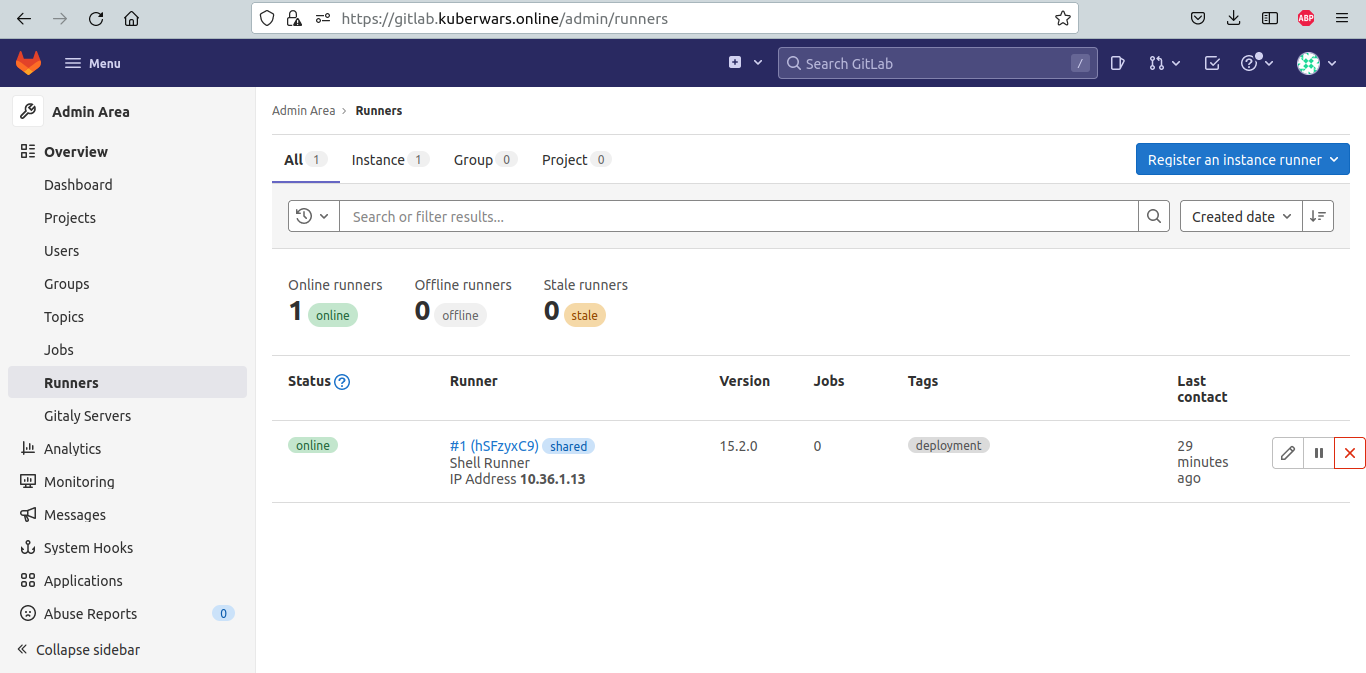 https://gitlab.kuberwars.online/admin/runners
ABP
Menu
Search GitLab /
Admin Area
Overview
Dashboard
Projects
Users
Groups
Topics
Jobs
Runners
Gitaly Servers
Analytics
Monitoring
Messages
System Hooks
Applications
Abuse Reports 0
Collapse sidebar
Admin Area › Runners
All 1 Instance 1 Group 0 Project 0
Register an instance runner
Search or filter results...
Created date
Online runners Offline runners Stale runners
1 online 0 offline 0 stale
Status ? Runner Version Jobs Tags Last
contact
online #1 (hSFzyxC9) shared 15.2.0 0 deployment 29
Shell Runner minutes
IP Address 10.36.1.13 ago